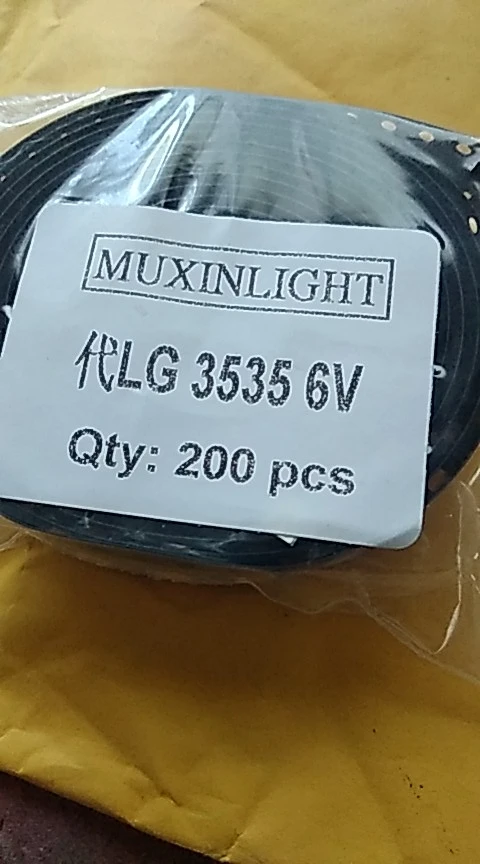 MUXINLIGHT
代LG 3535 6V
Qty: 200 pcs